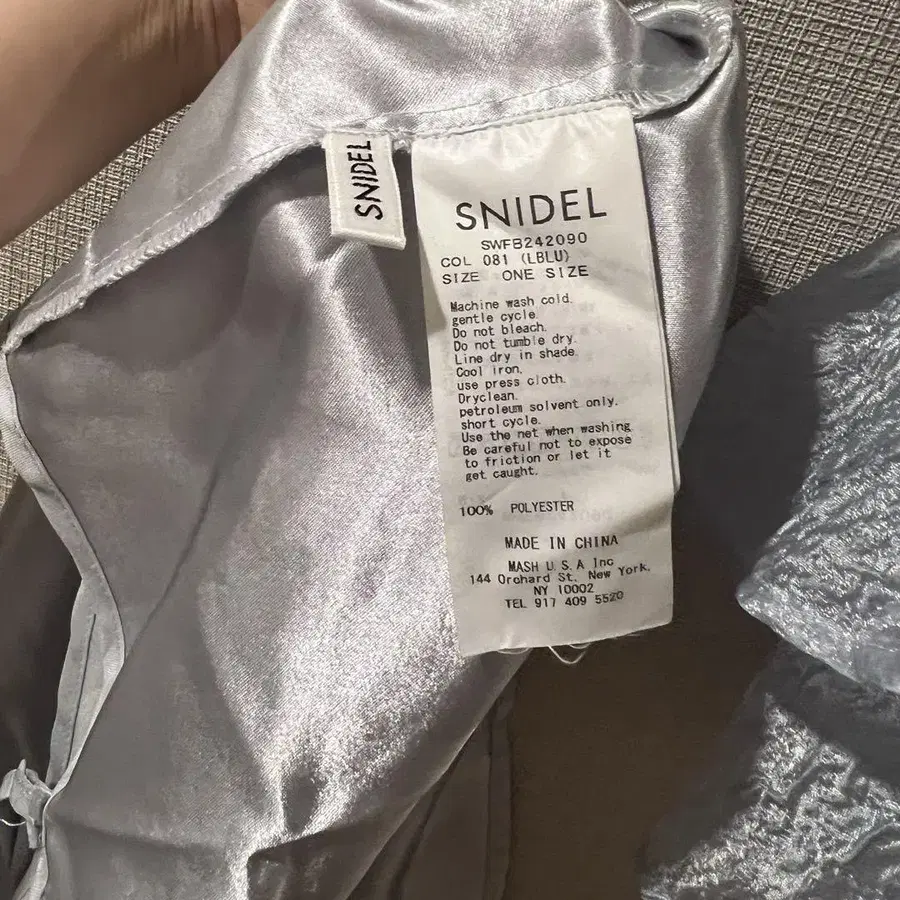 SNIDEL
SNIDEL
SWFB242090
COL 081 (LBLU)
SIZE ONE SIZE
Machine wash cold.
gentle cycle.
Do not bleach.
Do not tumble dry.
Line dry in shade.
Cool iron.
use press cloth.
Dryclean.
petroleum solvent only.
short cycle.
Use the net when washing
Be careful not to expose
to friction or let it
get caught.
100% POLYESTER
MADE IN CHINA
MASH U.S.A Inc
144 Orchard St. New York,
NY 10002
TEL 917 409 5520